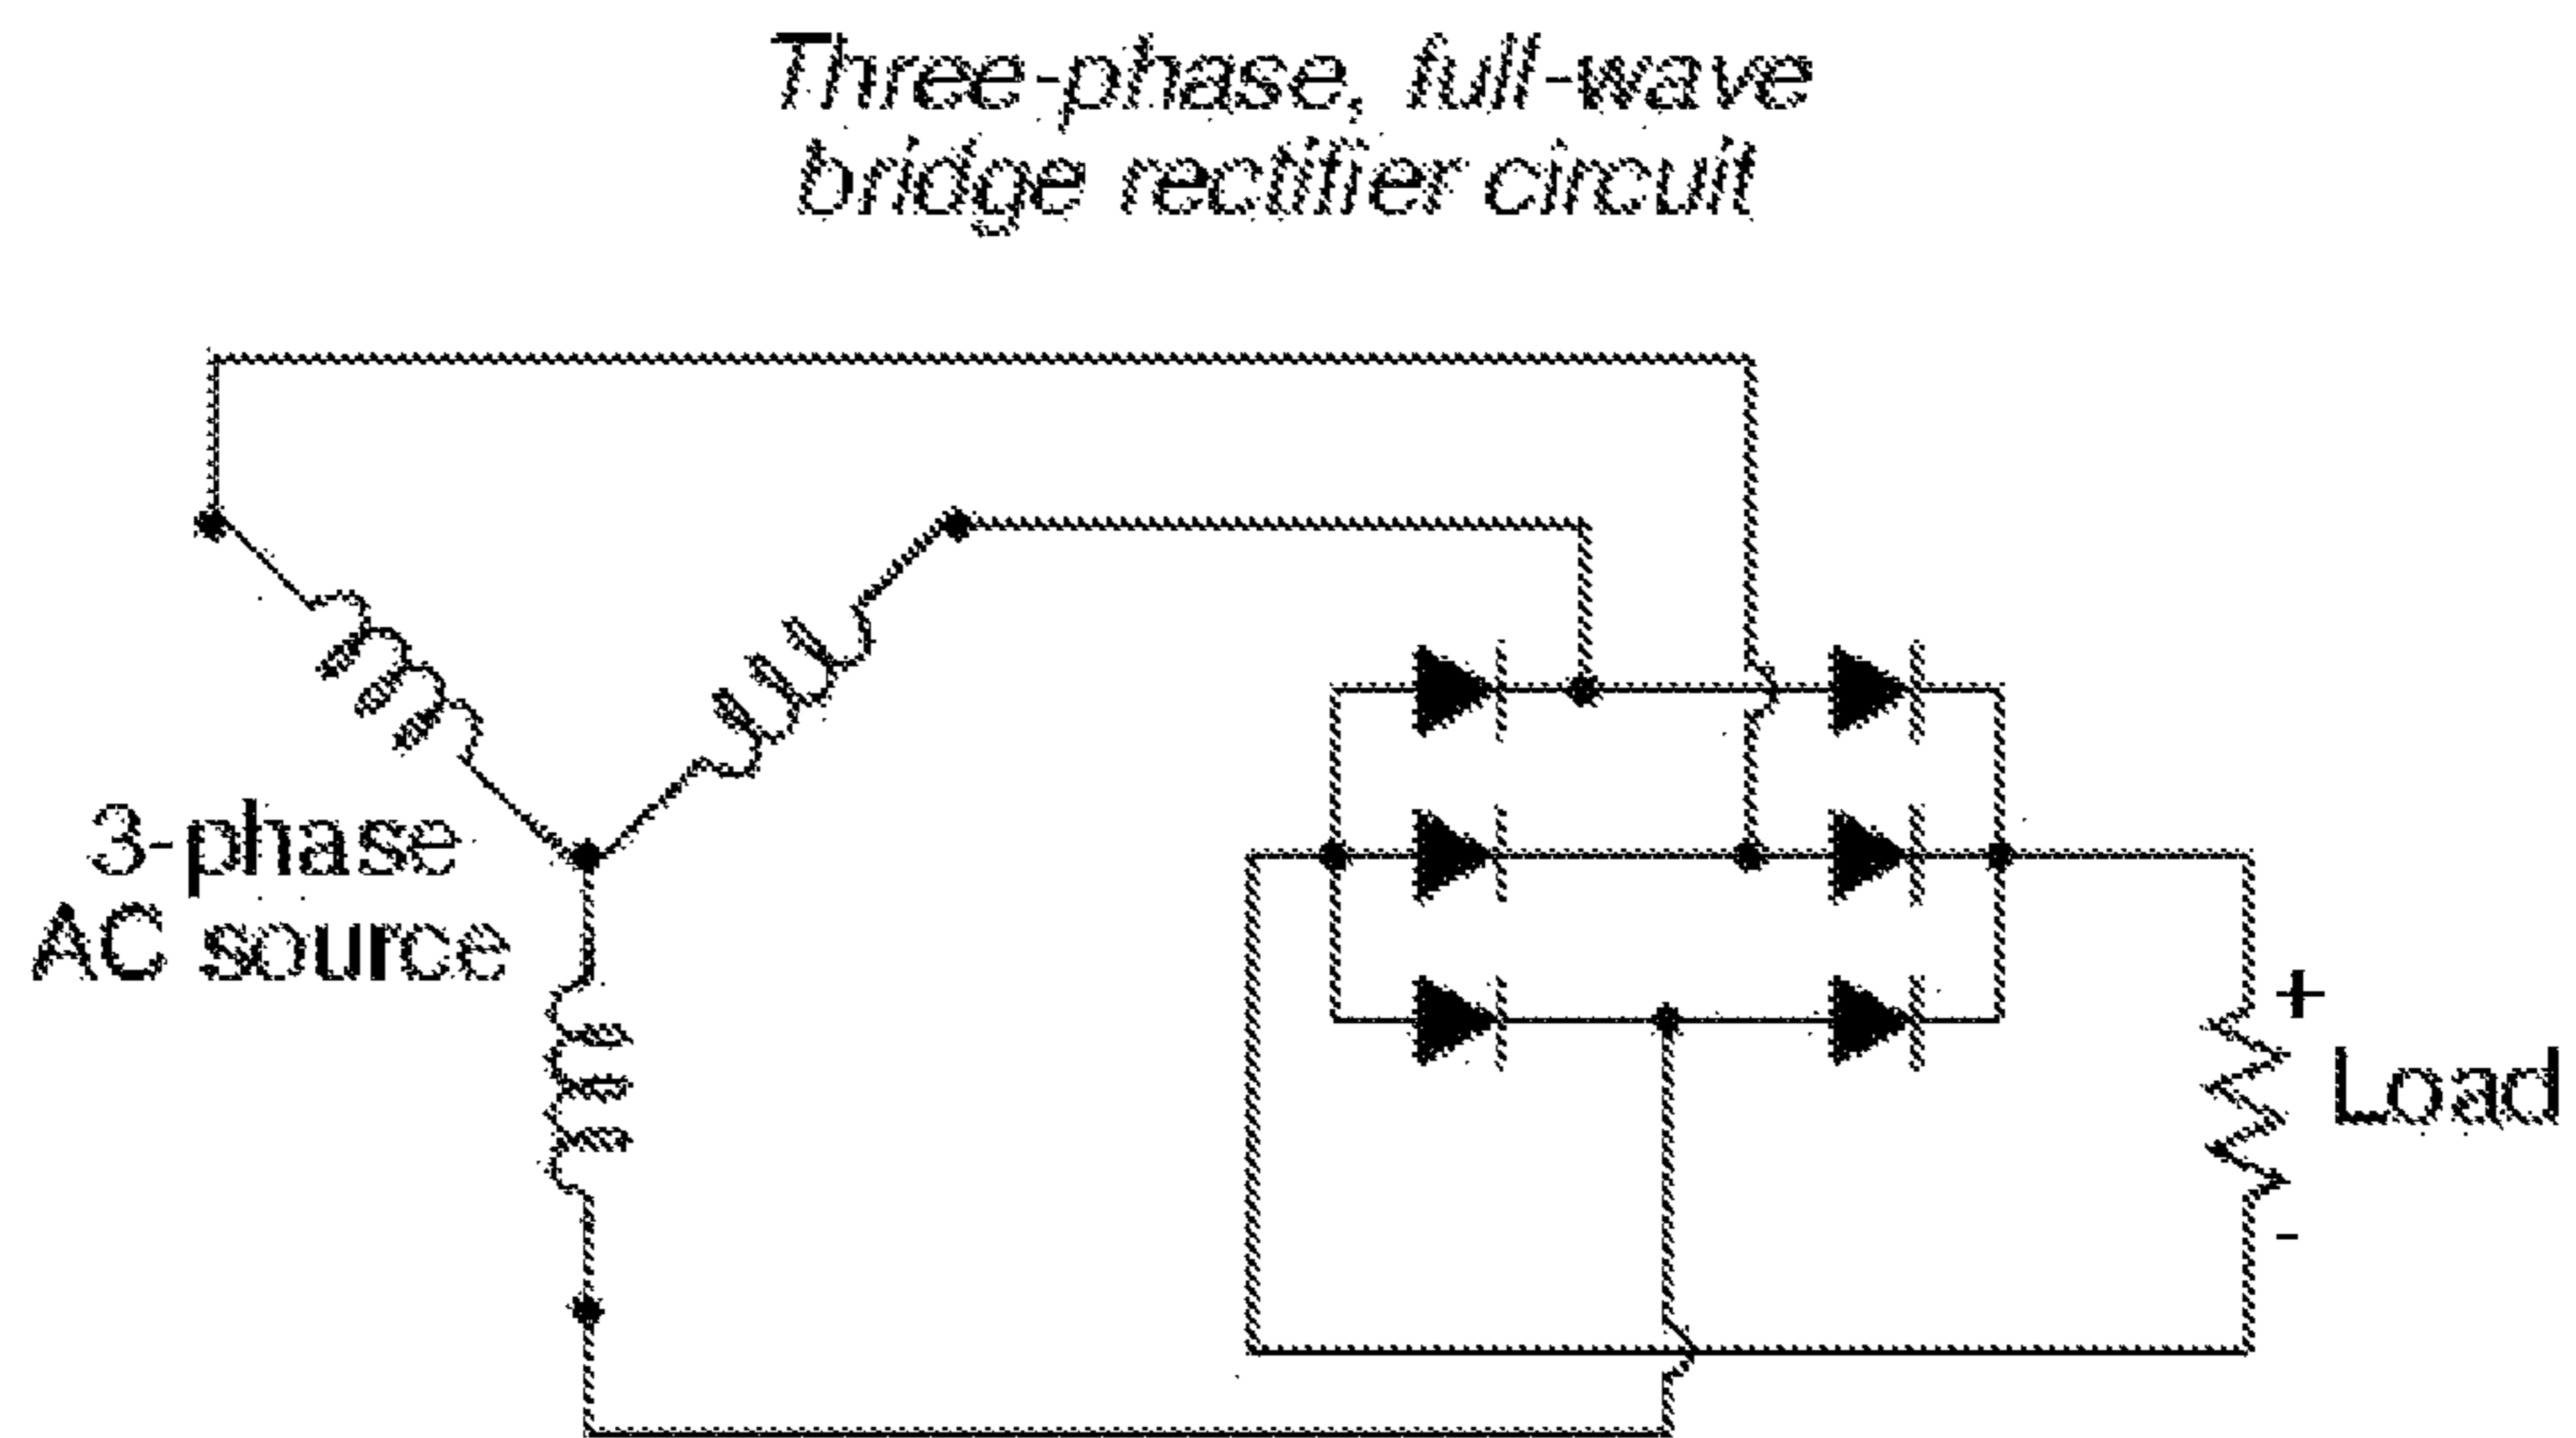 Three-phase, full-wave
bridge rectifier circuit
3-phase
AC source
+
Load
-